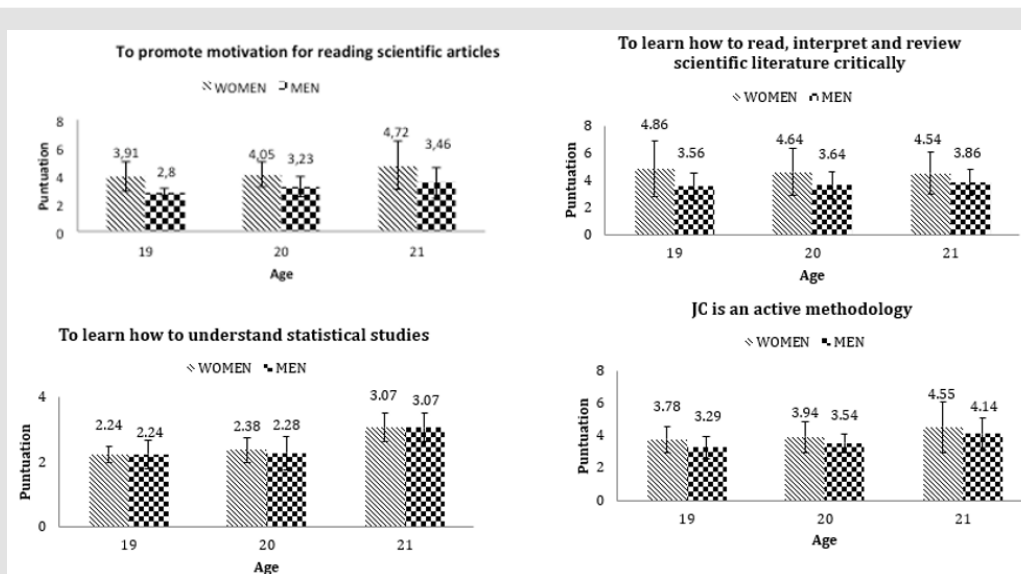 To promote motivation for reading scientific articles
WOMEN MEN
8
6
4
2
0
Puntuation
3,91
2,8
4,05
3,23
4,72
3,46
19 20 21
Age
To learn how to read, interpret and review
scientific literature critically
WOMEN MEN
8
6
4
2
0
Puntuation
4.86
3.56
4.64
3.64
4.54
3.86
19 20 21
Age
To learn how to understand statistical studies
WOMEN MEN
4
2
0
Puntuation
2.24 2.24
2.38 2.28
3.07 3.07
19 20 21
Age
JC is an active methodology
WOMEN MEN
8
6
4
2
0
Puntuation
3.78
3.29
3.94
3.54
4.55
4.14
19 20 21
Age